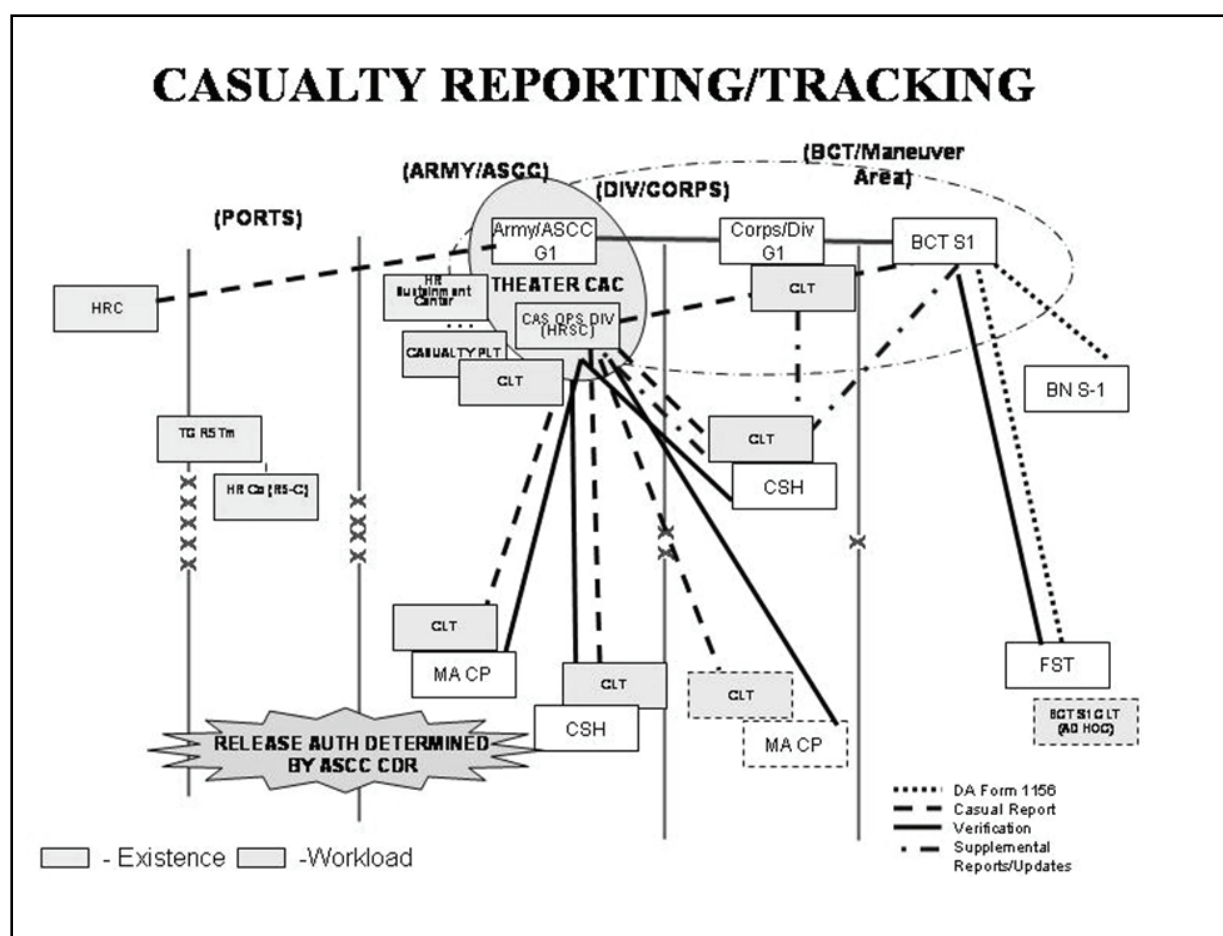 CASUALTY REPORTING/TRACKING
(BCT/Maneuver
Area)
(ARMY/ASCC)
(DIV/CORPS)
(PORTS)
Army/ASCC
G1
Corps/Div
G1
BCT S1
THEATER CAC
HR
Sustainment
Center
CLT
HRC
CAS OPS DIV
(HRSC)
...
CASUALTY PLT
CLT
BN S-1
TG R5 Tm
CLT
HR Co (R5-C)
CSH
CLT
MA CP
CLT
CSH
CLT
MA CP
FST
BCT S1 CLT
(AD HOC)
RELEASE AUTH DETERMINED
BY ASCC CDR
DA Form 1156
Casual Report
Verification
Supplemental
Reports/Updates
- Existence
-Workload